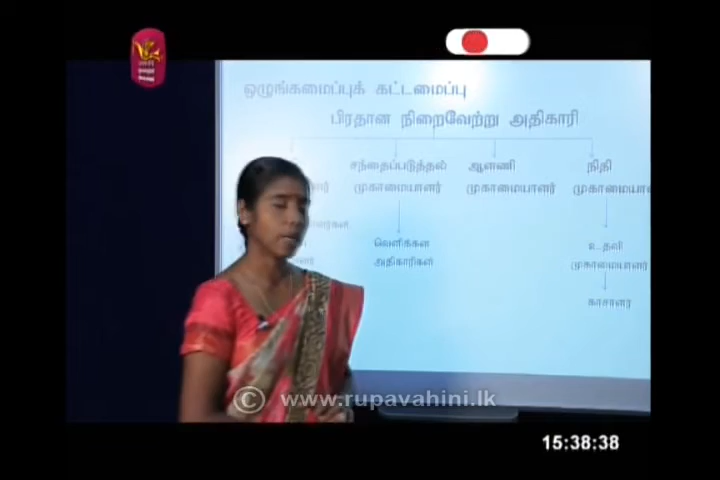 ஒழுங்கமைப்புக் கட்டமைப்பு
பிரதான நிறைவேற்று அதிகாரி
சந்தைப்படுத்தல் ஆளணி நிதி
முகாமையாளர் முகாமையாளர்
வெளிக்கள உதவி
அதிகாரிகள் முகாமையாளர்
காசாளர்
© www.rupavahini.lk
15:38:38